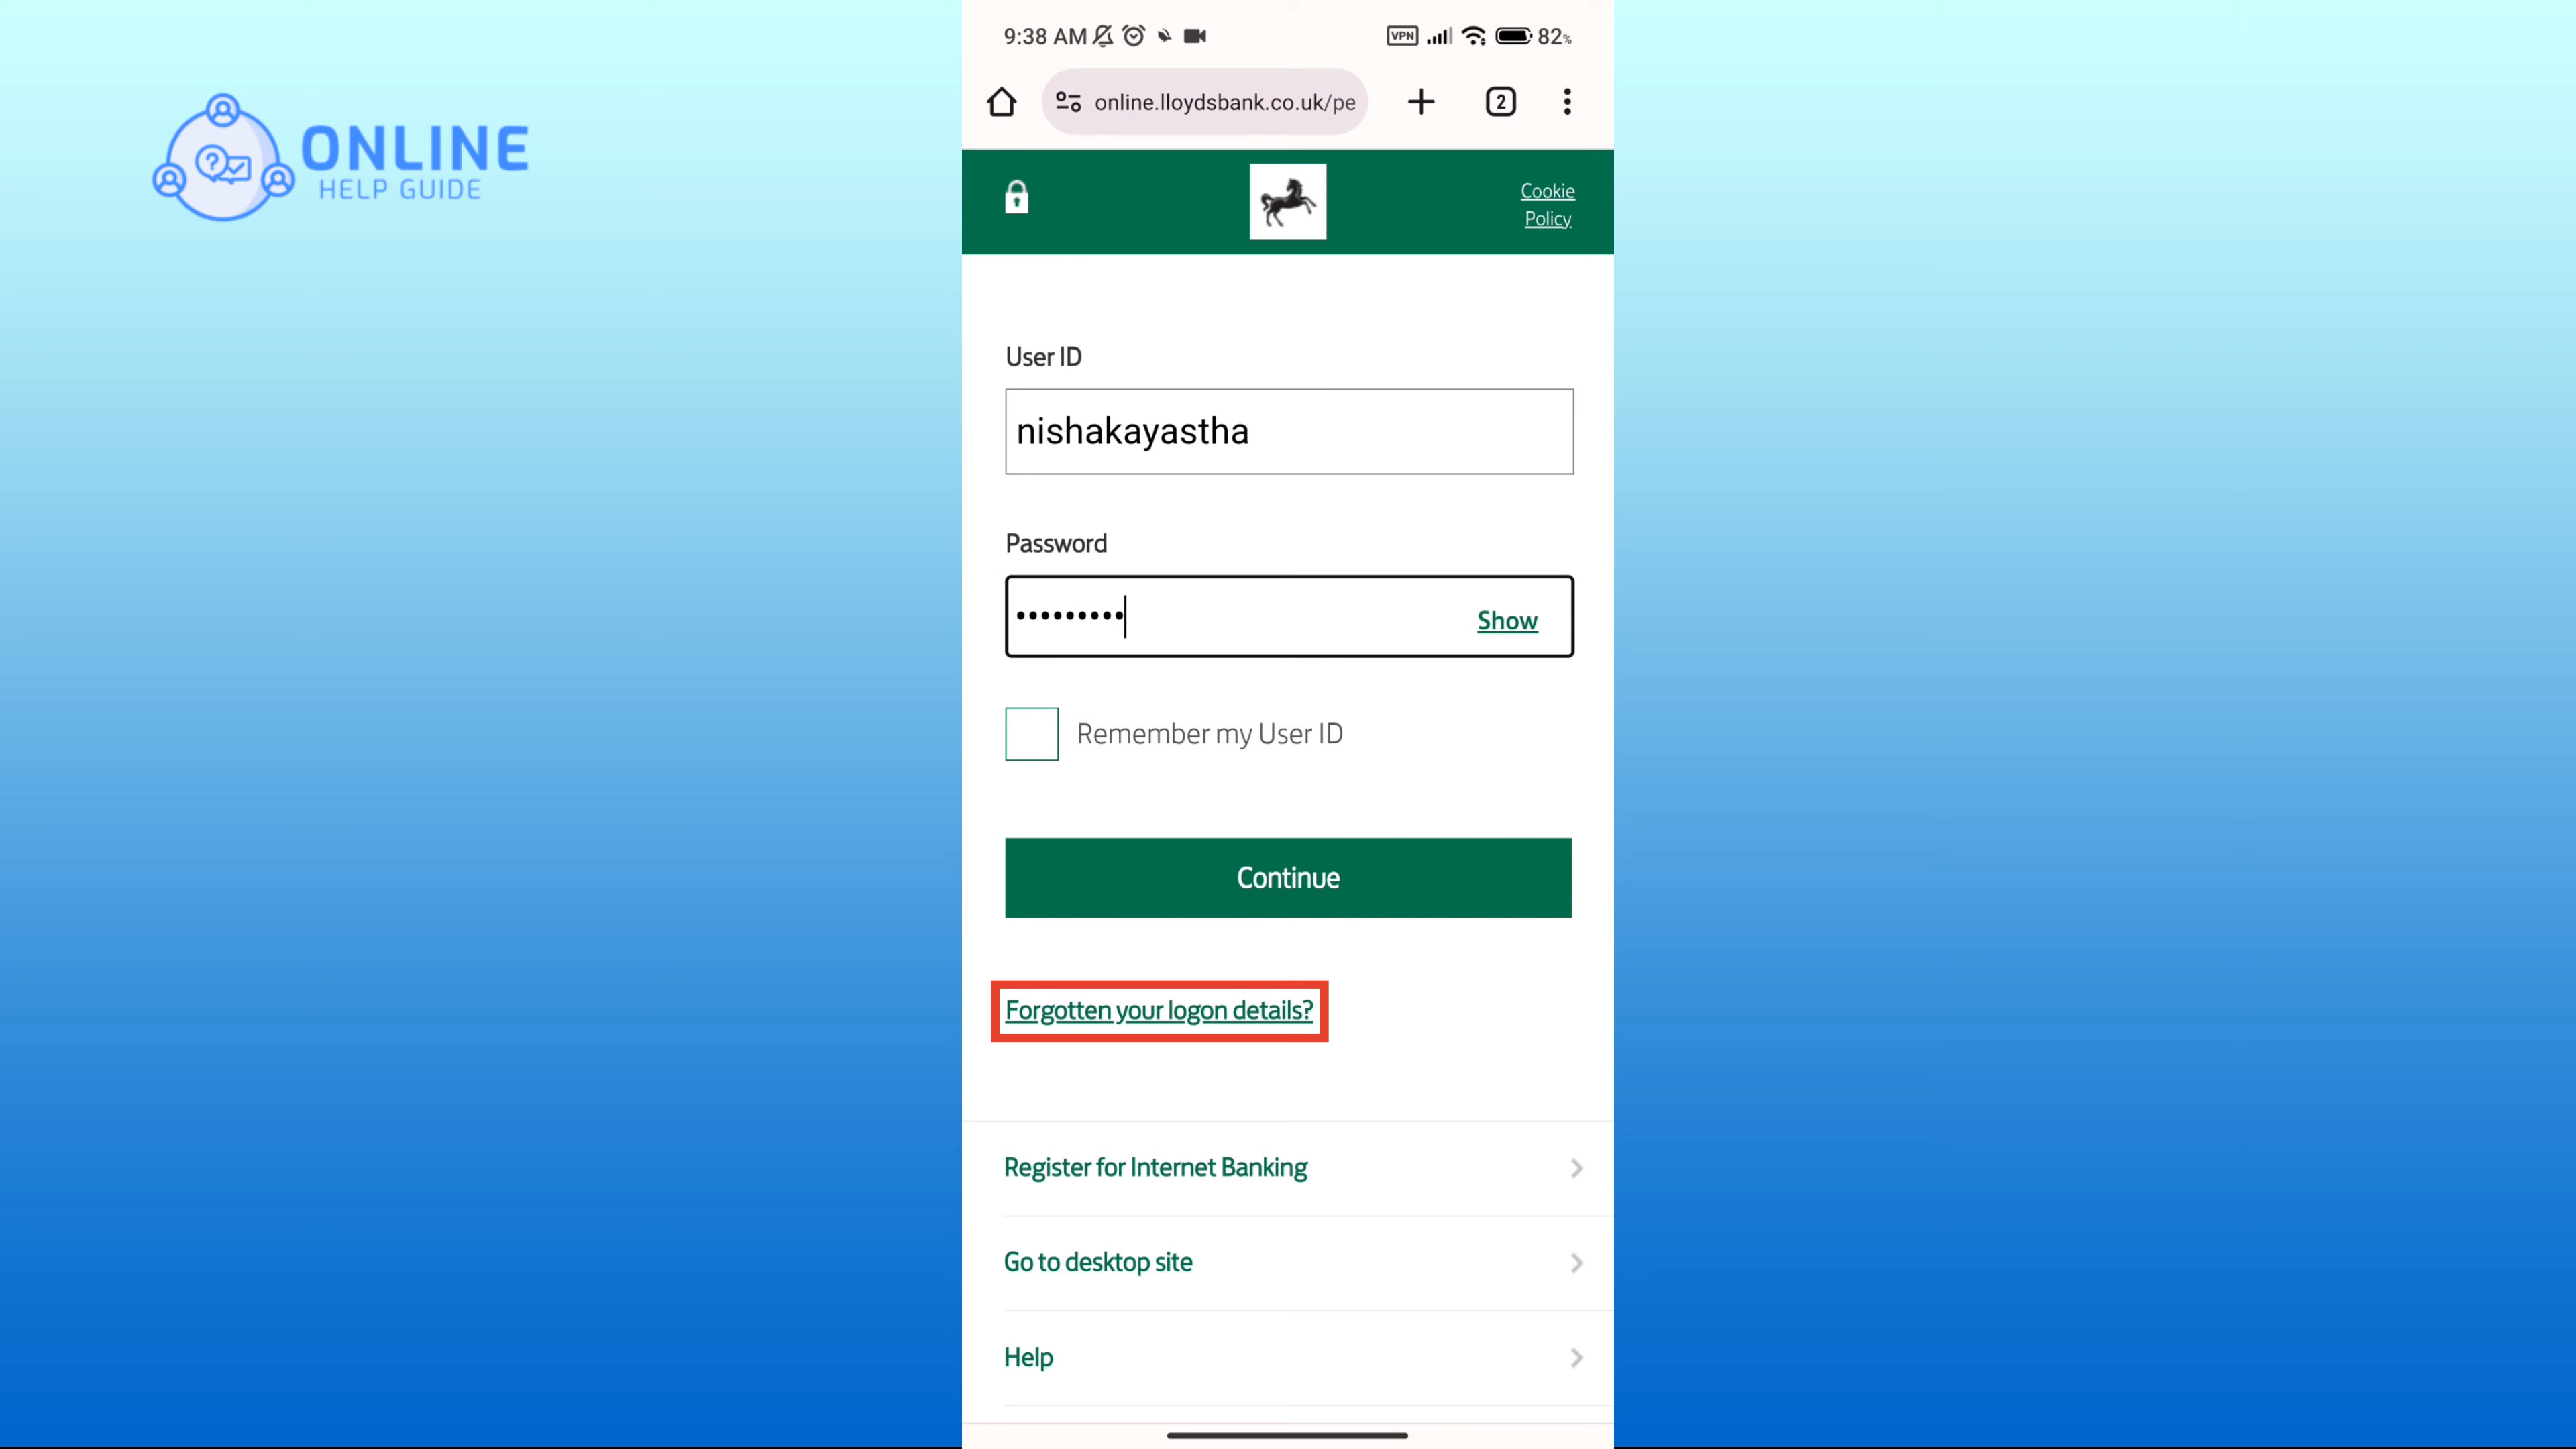 ONLINE
HELP GUIDE
9:38 AM
VPN
82%
online.lloydsbank.co.uk/pe
2
Cookie
Policy
User ID
nishakayastha
Password
•••••••••
Show
Remember my User ID
Continue
Forgotten your logon details?
Register for Internet Banking
Go to desktop site
Help